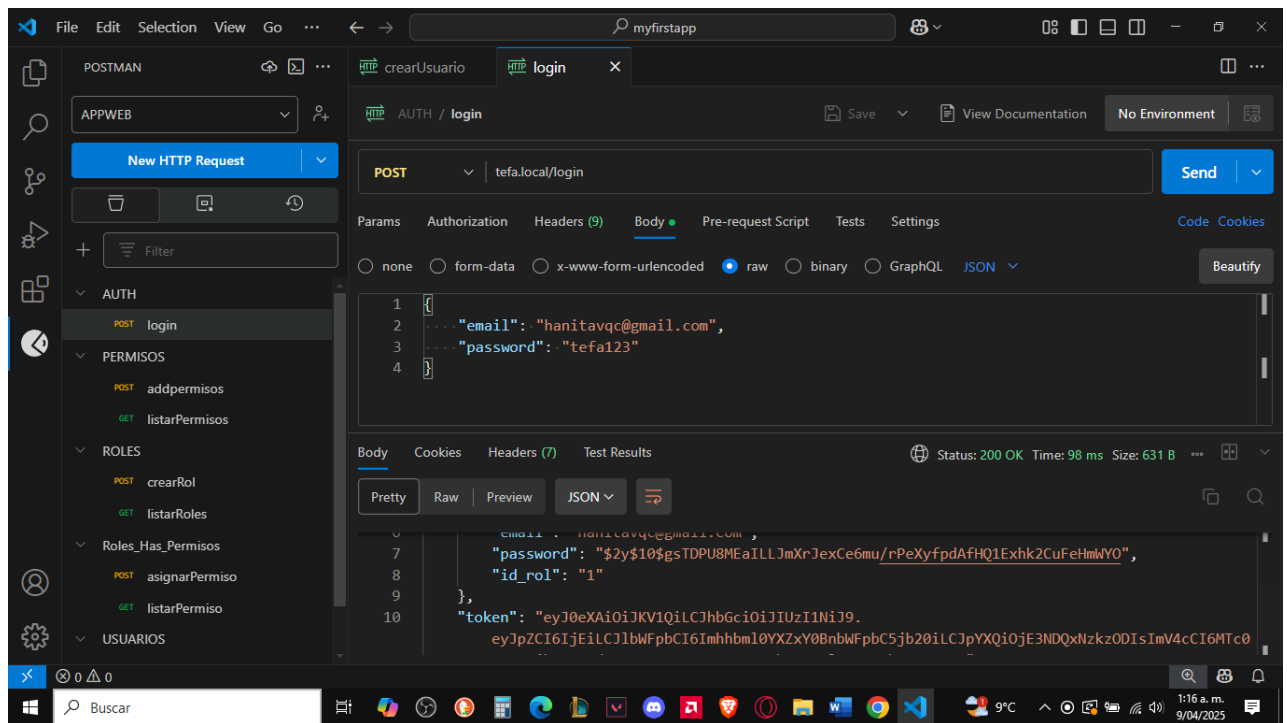 File Edit Selection View Go ··· myfirstapp
POSTMAN
crearUsuario login
APPWEB
AUTH / login Save View Documentation No Environment
New HTTP Request
POST tefa.local/login Send
Params Authorization Headers (9) Body Pre-request Script Tests Settings Code Cookies
Filter
none form-data x-www-form-urlencoded raw binary GraphQL JSON Beautify
AUTH
POST login
PERMISOS
POST addpermisos
GET listarPermisos
ROLES
POST crearRol
GET listarRoles
Roles_Has_Permisos
POST asignarPermiso
GET listarPermiso
USUARIOS
1 {
2 ····"email":·"hanitavqc@gmail.com",
3 ····"password":·"tefa123"
4 }
Body Cookies Headers (7) Test Results Status: 200 OK Time: 98 ms Size: 631 B
Pretty Raw Preview JSON
6 "email": "hanitavqc@gmail.com",
7 "password": "$2y$10$gsTDPU8MEaILLJmXrJexCe6mu/rPeXyfpdAfHQ1Exhk2CuFeHmWYO",
8 "id_rol": "1"
9 },
10 "token": "eyJ0eXAiOiJKV1QiLCJhbGciOiJIUzI1NiJ9.
eyJpZCI6IjEiLCJlbWFpbCI6Imhhbml0YXZxY0BnbWFpbC5jb20iLCJpYXQiOjE3NDQxNzkzODIsImV4cCI6MTc0
0 0
Buscar 9°C 1:16 a. m.
9/04/2025